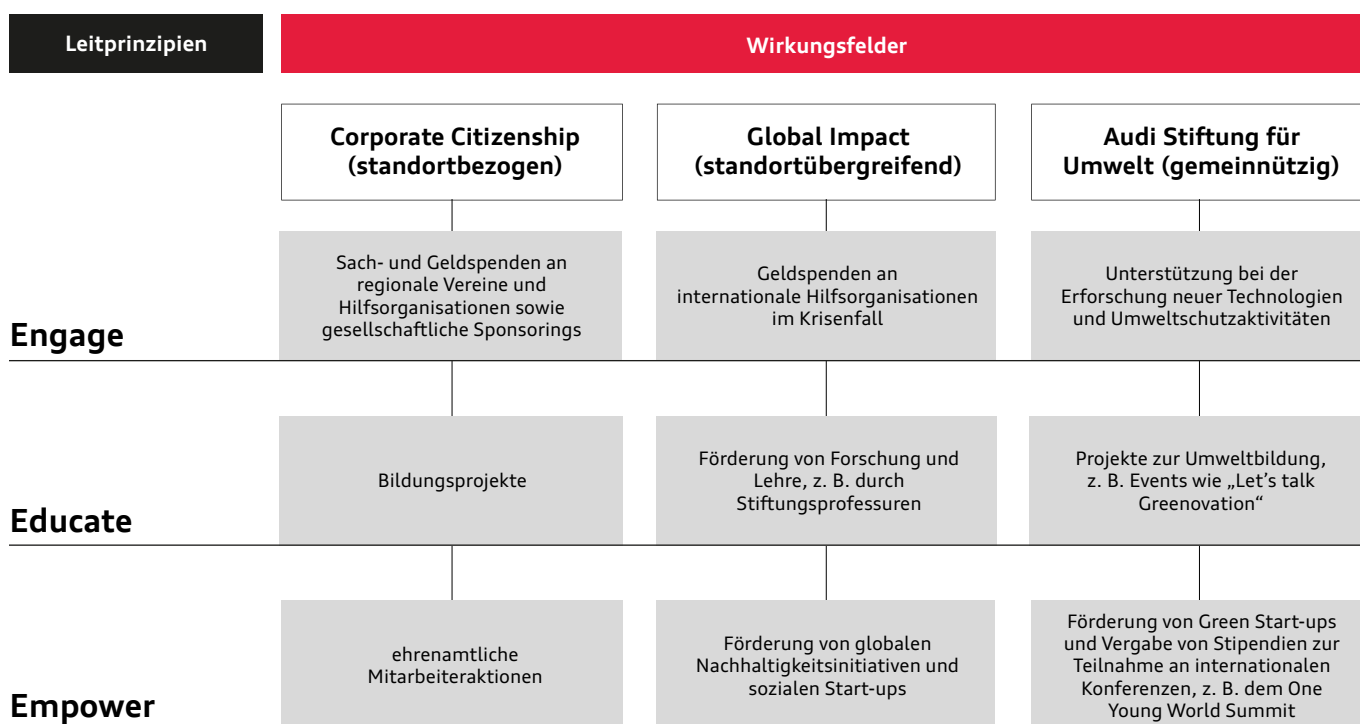 Leitprinzipien
Wirkungsfelder
Corporate Citizenship
(standortbezogen)
Global Impact
(standortübergreifend)
Audi Stiftung für
Umwelt (gemeinnützig)
Engage
Sach- und Geldspenden an
regionale Vereine und
Hilfsorganisationen sowie
gesellschaftliche Sponsorings
Geldspenden an
internationale Hilfsorganisationen
im Krisenfall
Unterstützung bei der
Erforschung neuer Technologien
und Umweltschutzaktivitäten
Educate
Bildungsprojekte
Förderung von Forschung und
Lehre, z. B. durch
Stiftungsprofessuren
Projekte zur Umweltbildung,
z. B. Events wie „Let’s talk
Greenovation“
Empower
ehrenamtliche
Mitarbeiteraktionen
Förderung von globalen
Nachhaltigkeitsinitiativen und
sozialen Start-ups
Förderung von Green Start-ups
und Vergabe von Stipendien zur
Teilnahme an internationalen
Konferenzen, z. B. dem One
Young World Summit